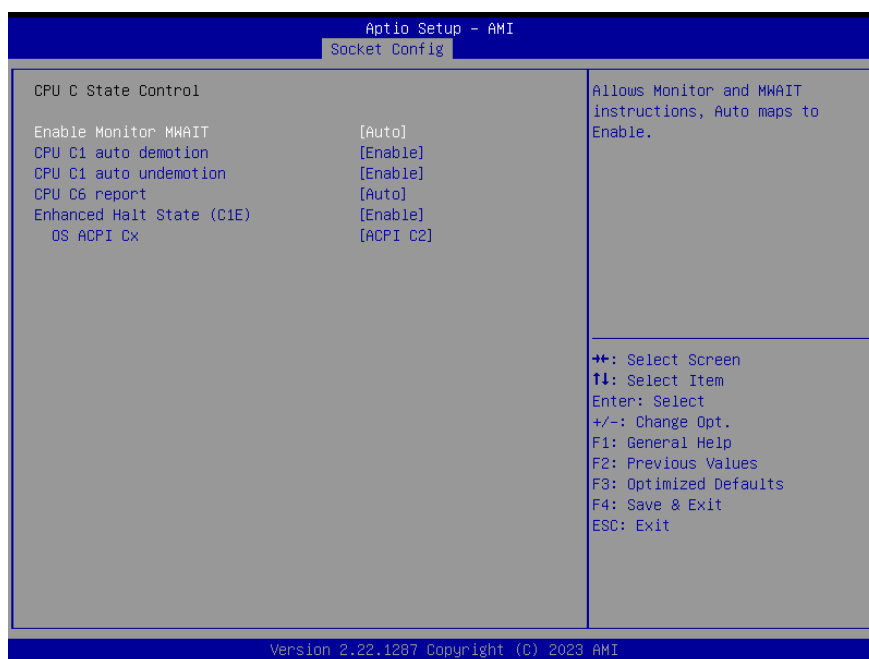 Aptio Setup – AMI
Socket Config
CPU C State Control
Enable Monitor MWAIT [Auto]
CPU C1 auto demotion [Enable]
CPU C1 auto undemotion [Enable]
CPU C6 report [Auto]
Enhanced Halt State (C1E) [Enable]
OS ACPI Cx [ACPI C2]
Allows Monitor and MWAIT
instructions, Auto maps to
Enable.
→←: Select Screen
↑↓: Select Item
Enter: Select
+/-: Change Opt.
F1: General Help
F2: Previous Values
F3: Optimized Defaults
F4: Save & Exit
ESC: Exit
Version 2.22.1287 Copyright (C) 2023 AMI